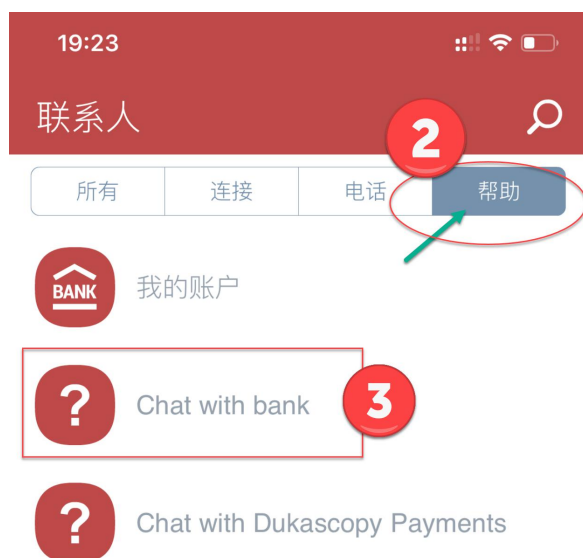 19:23
联系人
2
所有 连接 电话 帮助
BANK 我的账户
? Chat with bank 3
? Chat with Dukascopy Payments